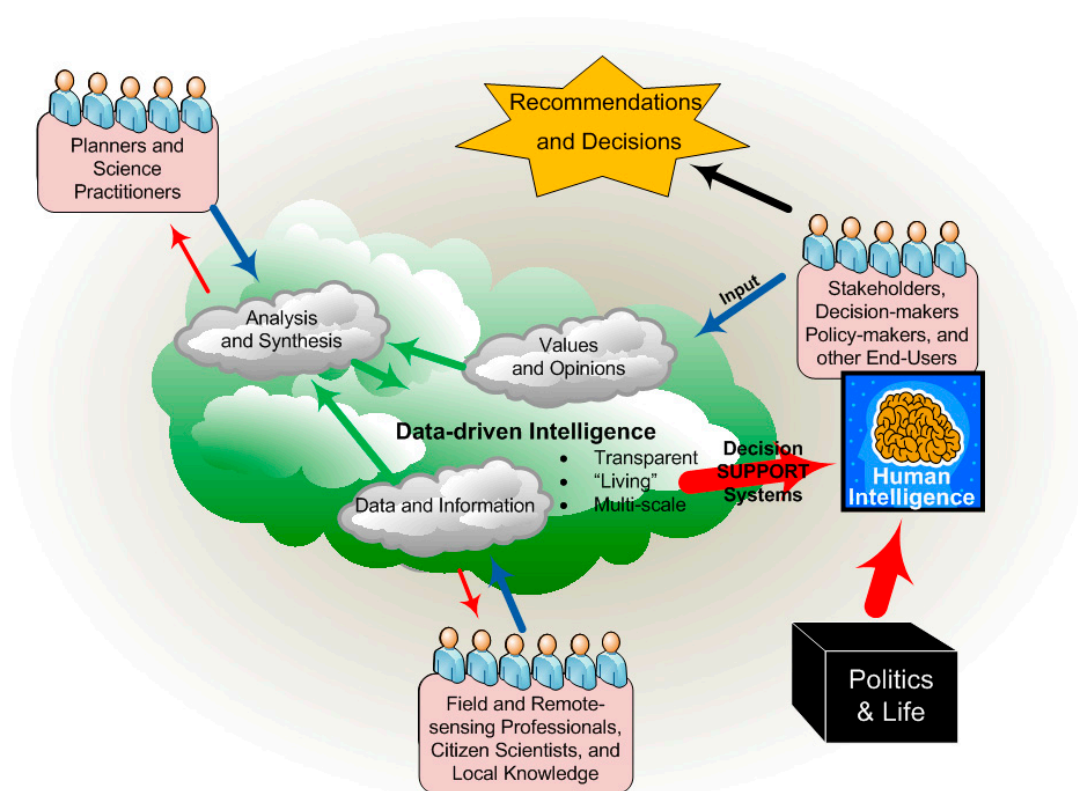 Recommendations
and Decisions
Planners and
Science
Practitioners
Input
Stakeholders,
Decision-makers
Policy-makers, and
other End-Users
Analysis
and Synthesis
Values
and Opinions
Data-driven Intelligence
• Transparent
• “Living”
• Multi-scale
Decision
SUPPORT
Systems
Human
Intelligence
Data and Information
Politics
& Life
Field and Remote-
sensing Professionals,
Citizen Scientists, and
Local Knowledge